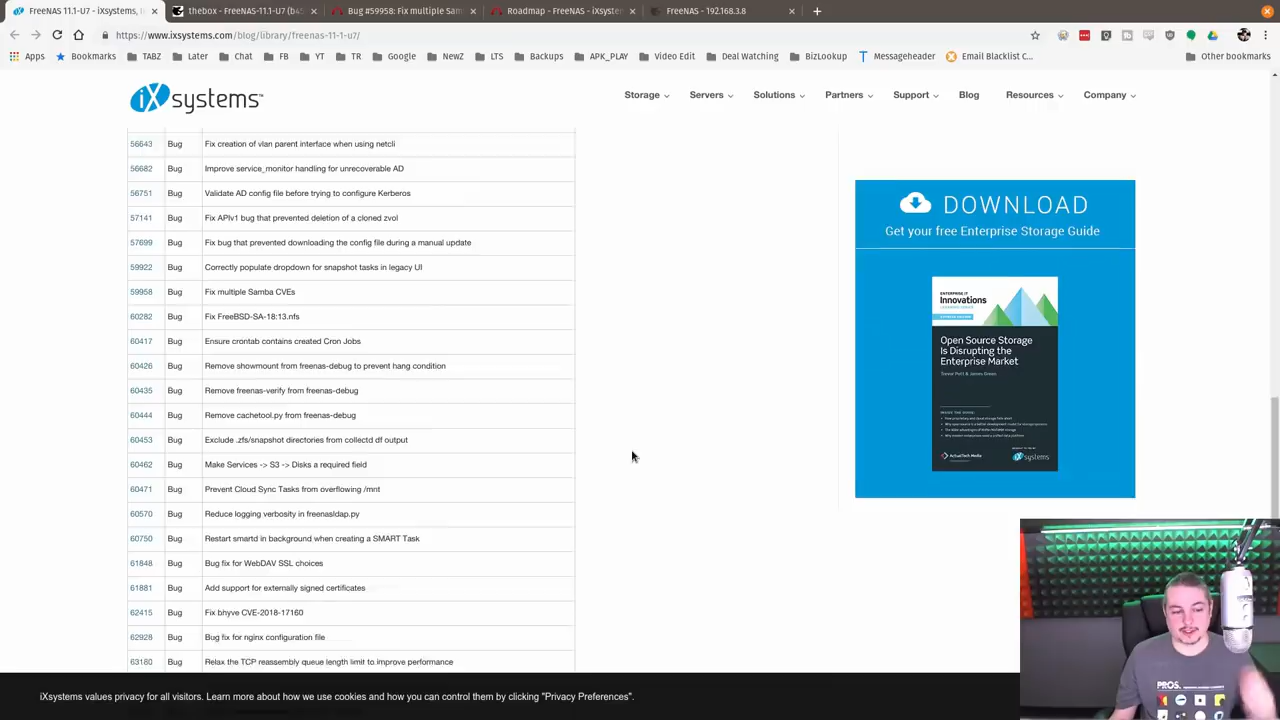 FreeNAS 11.1-U7 - iXsystem
thebox - FreeNAS-11.1-U7 (b45
Bug #59958: Fix multiple Sam
Roadmap - FreeNAS - iXsyster
FreeNAS - 192.168.3.8
https://www.ixsystems.com/blog/library/freenas-11-1-u7/
Apps
Bookmarks
TABZ
Later
Chat
FB
YT
TR
Google
NewZ
LTS
Backups
APK_PLAY
Video Edit
Deal Watching
BizLookup
Messageheader
Email Blacklist C...
Other bookmarks
iXsystems™
Storage
Servers
Solutions
Partners
Support
Blog
Resources
Company
56643 Bug Fix creation of vlan parent interface when using netcli
56682 Bug Improve service_monitor handling for unrecoverable AD
56751 Bug Validate AD config file before trying to configure Kerberos
57141 Bug Fix APIv1 bug that prevented deletion of a cloned zvol
57699 Bug Fix bug that prevented downloading the config file during a manual update
59922 Bug Correctly populate dropdown for snapshot tasks in legacy UI
59958 Bug Fix multiple Samba CVEs
60282 Bug Fix FreeBSD-SA-18:13.nfs
60417 Bug Ensure crontab contains created Cron Jobs
60426 Bug Remove showmount from freenas-debug to prevent hang condition
60435 Bug Remove freenas-verify from freenas-debug
60444 Bug Remove cachetool.py from freenas-debug
60453 Bug Exclude .zfs/snapshot directories from collectd df output
60462 Bug Make Services -> S3 -> Disks a required field
60471 Bug Prevent Cloud Sync Tasks from overflowing /mnt
60570 Bug Reduce logging verbosity in freenasldap.py
60750 Bug Restart smartd in background when creating a SMART Task
61848 Bug Bug fix for WebDAV SSL choices
61881 Bug Add support for externally signed certificates
62415 Bug Fix bhyve CVE-2018-17160
62928 Bug Bug fix for nginx configuration file
63180 Bug Relax the TCP reassembly queue length limit to improve performance
DOWNLOAD
Get your free Enterprise Storage Guide
ENTERPRISE IT
Innovations
Open Source Storage
Is Disrupting the
Enterprise Market
ActualTech Media
iXsystems
iXsystems values privacy for all visitors. Learn more about how we use cookies and how you can control them by clicking "Privacy Preferences".
PROS.